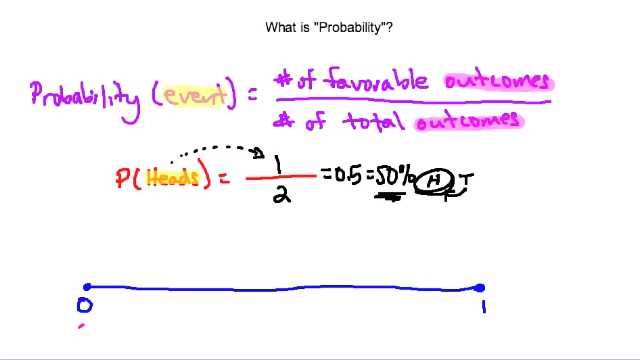 What is "Probability"?
Probability (event) = # of favorable outcomes
# of total outcomes
P(Heads) = 1/2 = 0.5 = 50% H T
0 1